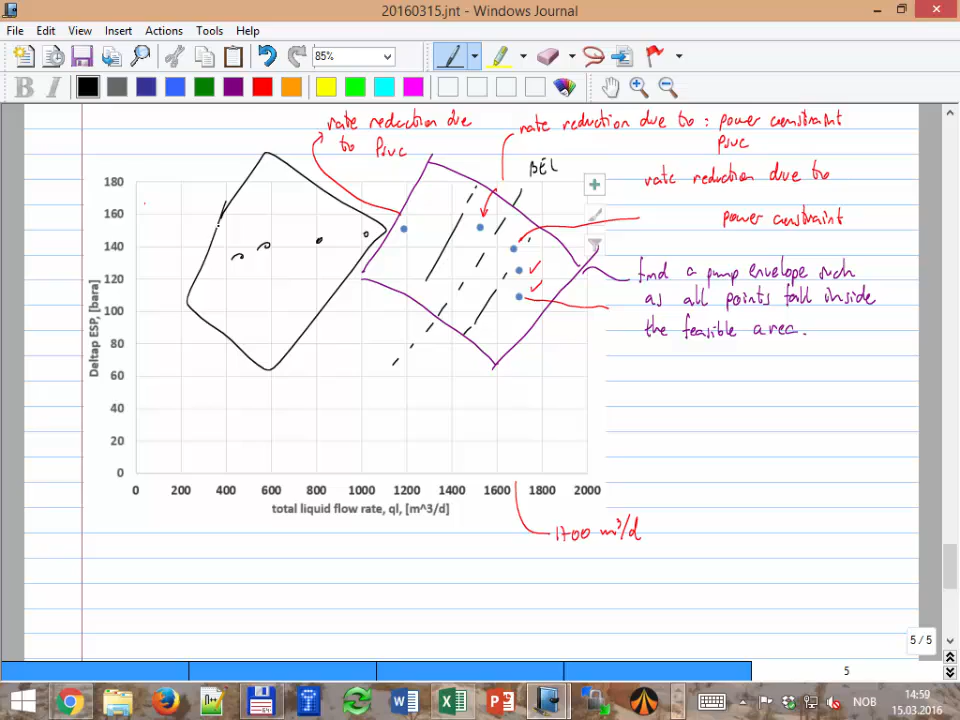 20160315.jnt - Windows Journal
File Edit View Insert Actions Tools Help
85%
B I
rate reduction due
to Psuc
rate reduction due to : power constraint
Psuc
rate reduction due to
power constraint
find a pump envelope such
as all points fall inside
the feasible area.
180
160
140
120
100
80
60
40
20
0
Deltap ESP, [bara]
0 200 400 600 800 1000 1200 1400 1600 1800 2000
total liquid flow rate, ql, [m^3/d]
1700 m³/d
5 / 5
5
NOB
14:59
15.03.2016